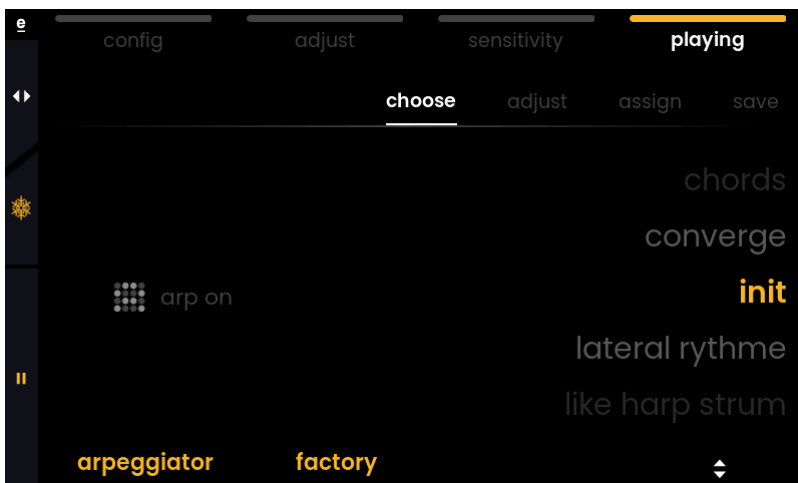 e
config adjust sensitivity playing
choose adjust assign save
chords
converge
init
arp on
lateral rythme
like harp strum
arpeggiator factory